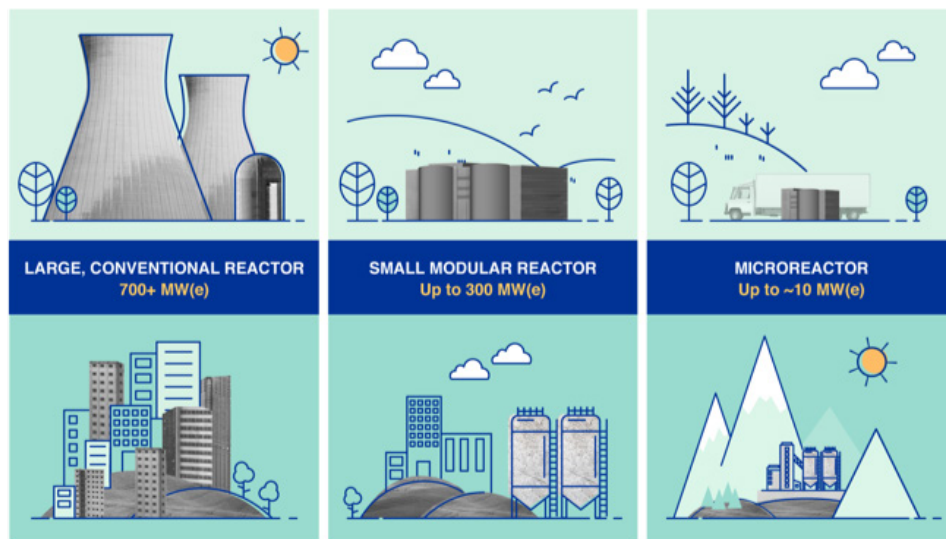 LARGE, CONVENTIONAL REACTOR
700+ MW(e)
SMALL MODULAR REACTOR
Up to 300 MW(e)
MICROREACTOR
Up to ~10 MW(e)